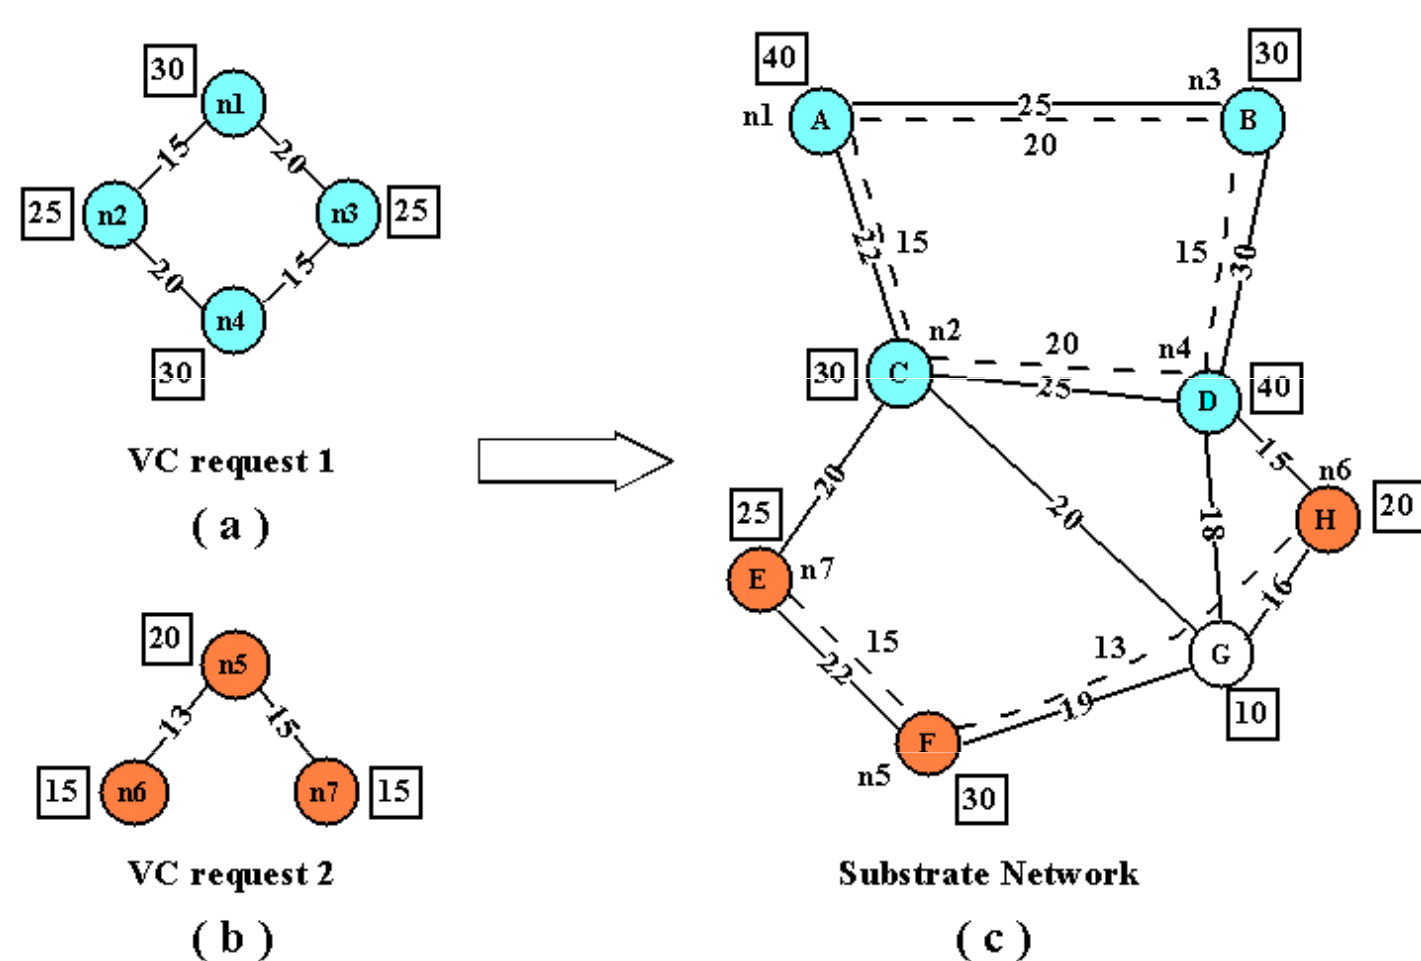 30
n1
15
20
25
n2
n3
25
20
15
n4
30
VC request 1
( a )
20
n5
13
15
15
n6
n7
15
VC request 2
( b )
40
30
n3
n1
A
25
B
20
22
15
15
30
n2
20
n4
30
C
25
D
40
15
n6
20
20
18
H
20
25
E
n7
16
15
13
G
22
19
10
F
n5
30
Substrate Network
( c )